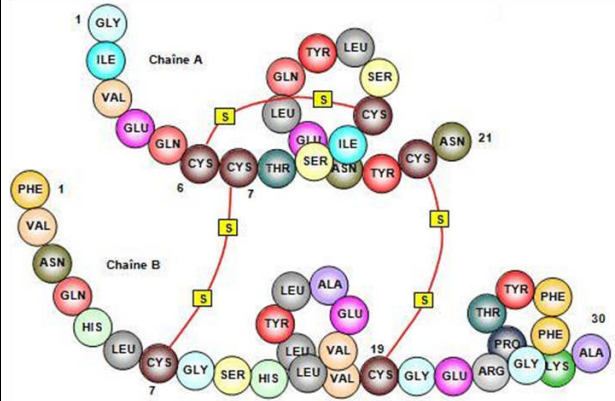 1 GLY
ILE
VAL
GLU
GLN
CYS
6
CYS
7
THR
SER
ILE
CYS
SER
LEU
TYR
GLN
LEU
GLU
ASN
TYR
CYS
ASN
21
Chaîne A
S
S
S
S
S
S
Chaîne B
PHE 1
VAL
ASN
GLN
HIS
LEU
CYS
7
GLY
SER
HIS
LEU
VAL
GLU
ALA
LEU
TYR
LEU
VAL
CYS
19
GLY
GLU
ARG
GLY
PHE
PHE
TYR
THR
PRO
LYS
ALA
30